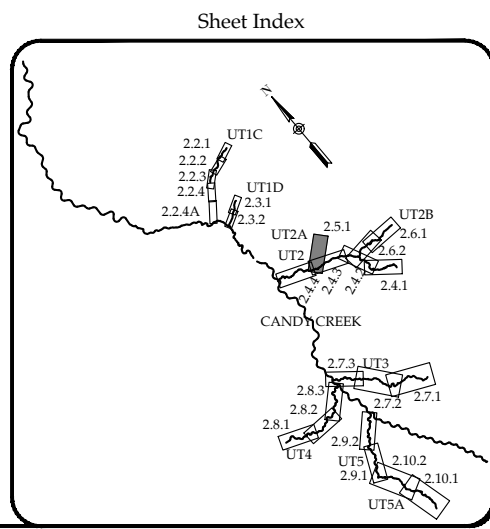 Sheet Index
N
UT1C
2.2.1
2.2.2
2.2.3
2.2.4
2.2.4A
UT1D
2.3.1
2.3.2
UT2A
2.5.1
UT2B
2.6.1
2.6.2
UT2
2.4.4
2.4.3
2.4.2
2.4.1
CANDY CREEK
2.7.3
UT3
2.7.2
2.7.1
2.8.3
2.8.2
2.8.1
UT4
2.9.2
UT5
2.9.1
2.10.2
2.10.1
UT5A